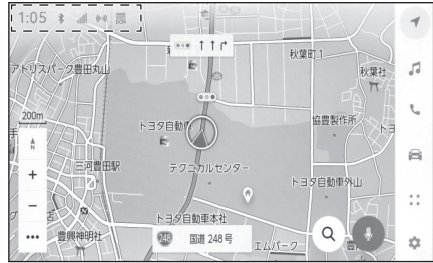 1:05
DCM
秋葉町1
アドリスパーク豊田丸山
秋葉社
200m
トヨタ自動車
協豊製作所
トヨ
N
三河豊田駅
テクニカルセンター
トヨタ自動車外山
トヨタ自動車本社
豊興神明社
248 国道 248 号
エムパーク